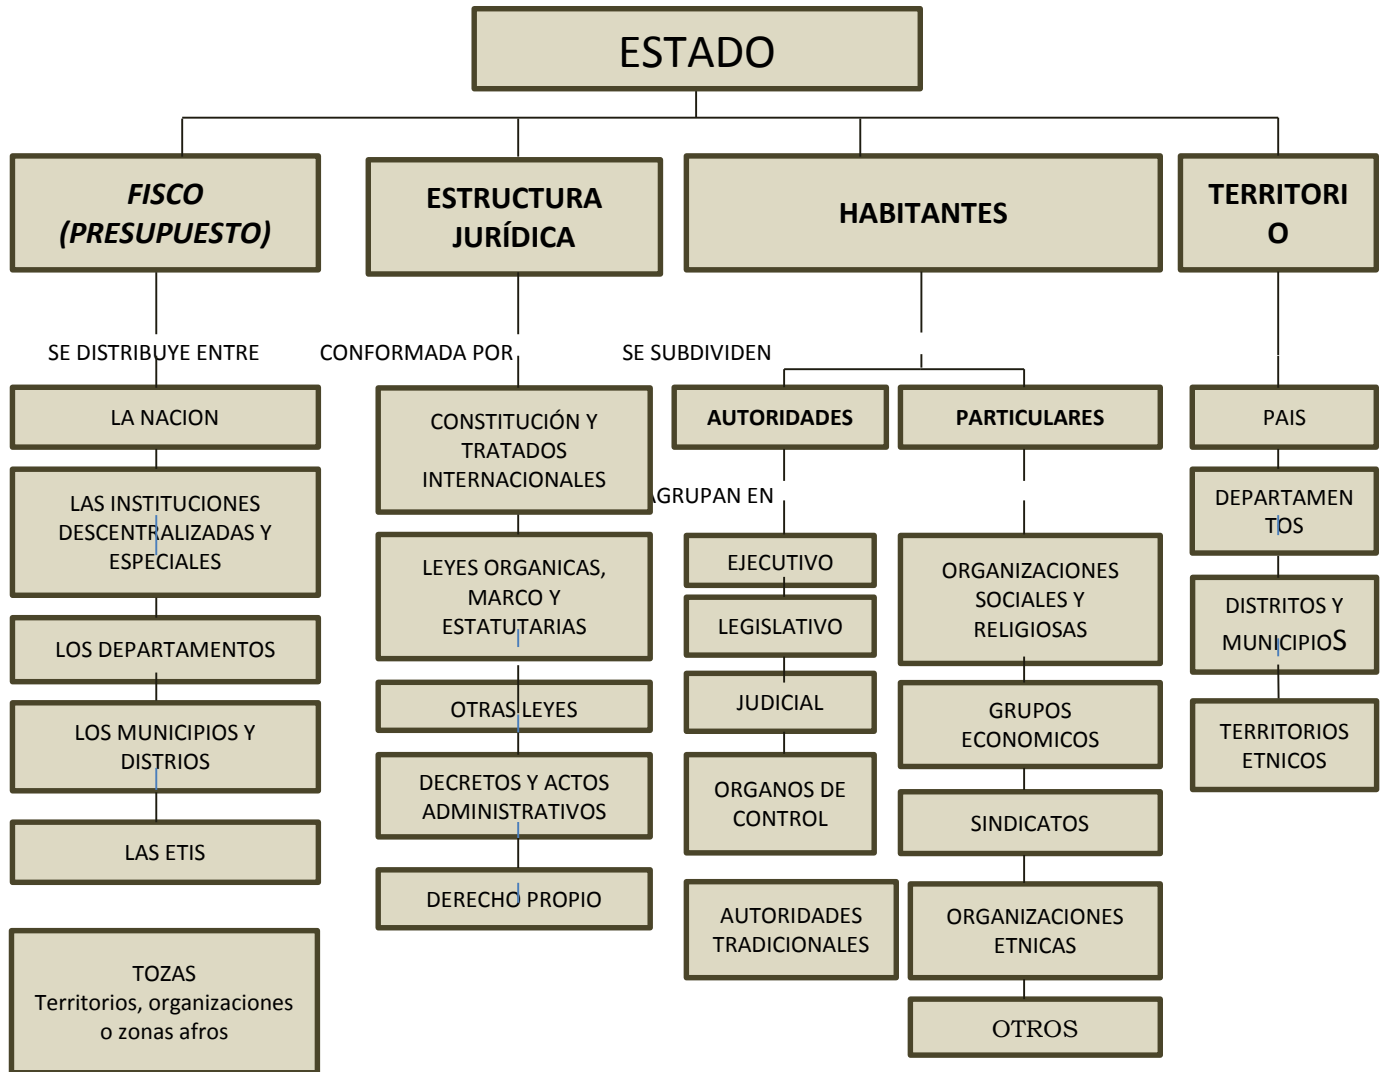 ESTADO
FISCO
(PRESUPUESTO)
ESTRUCTURA
JURÍDICA
HABITANTES
TERRITORI
O
SE DISTRIBUYE ENTRE
CONFORMADA POR
SE SUBDIVIDEN
LA NACION
LAS INSTITUCIONES
DESCENTRALIZADAS Y
ESPECIALES
LOS DEPARTAMENTOS
LOS MUNICIPIOS Y
DISTRIOS
LAS ETIS
TOZAS
Territorios, organizaciones
o zonas afros
CONSTITUCIÓN Y
TRATADOS
INTERNACIONALES
LEYES ORGANICAS,
MARCO Y
ESTATUTARIAS
OTRAS LEYES
DECRETOS Y ACTOS
ADMINISTRATIVOS
DERECHO PROPIO
AUTORIDADES
AGRUPAN EN
EJECUTIVO
LEGISLATIVO
JUDICIAL
ORGANOS DE
CONTROL
AUTORIDADES
TRADICIONALES
PARTICULARES
ORGANIZACIONES
SOCIALES Y
RELIGIOSAS
GRUPOS
ECONOMICOS
SINDICATOS
ORGANIZACIONES
ETNICAS
OTROS
PAIS
DEPARTAMEN
TOS
DISTRITOS Y
MUNICIPIOS
TERRITORIOS
ETNICOS